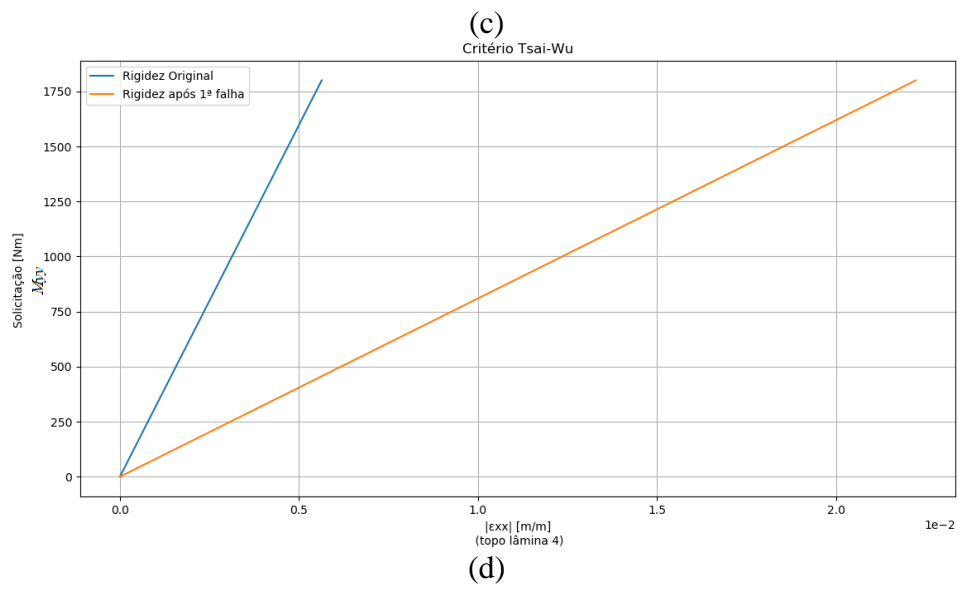 (c)
Critério Tsai-Wu
Rigidez Original
Rigidez após 1ª falha
1750
1500
1250
1000
750
500
250
0
Solicitação [Nm]
Myy
0.0
0.5
1.0
1.5
2.0
1e−2
|εxx| [m/m]
(topo lâmina 4)
(d)